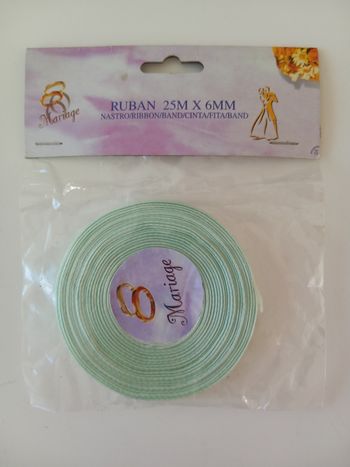 RUBAN 25M X 6MM
NASTRO/RIBBON/BAND/CINTA/FITA/BAND
Mariage
Mariage